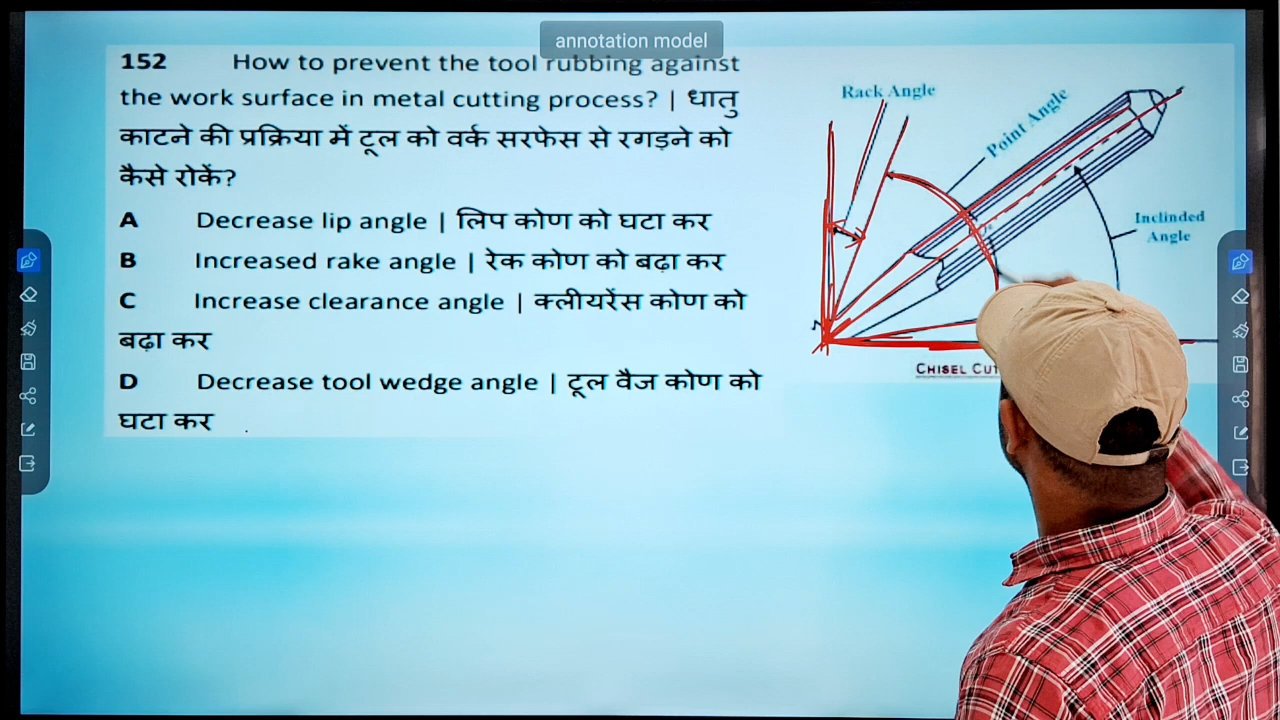 annotation model
152 How to prevent the tool rubbing against
the work surface in metal cutting process? | धातु
काटने की प्रक्रिया में टूल को वर्क सरफेस से रगड़ने को
कैसे रोकें?
A Decrease lip angle | लिप कोण को घटा कर
B Increased rake angle | रेक कोण को बढ़ा कर
C Increase clearance angle | क्लीयरेंस कोण को
बढ़ा कर
D Decrease tool wedge angle | टूल वैज कोण को
घटा कर
Rack Angle
Point Angle
Inclinded
Angle
CHISEL